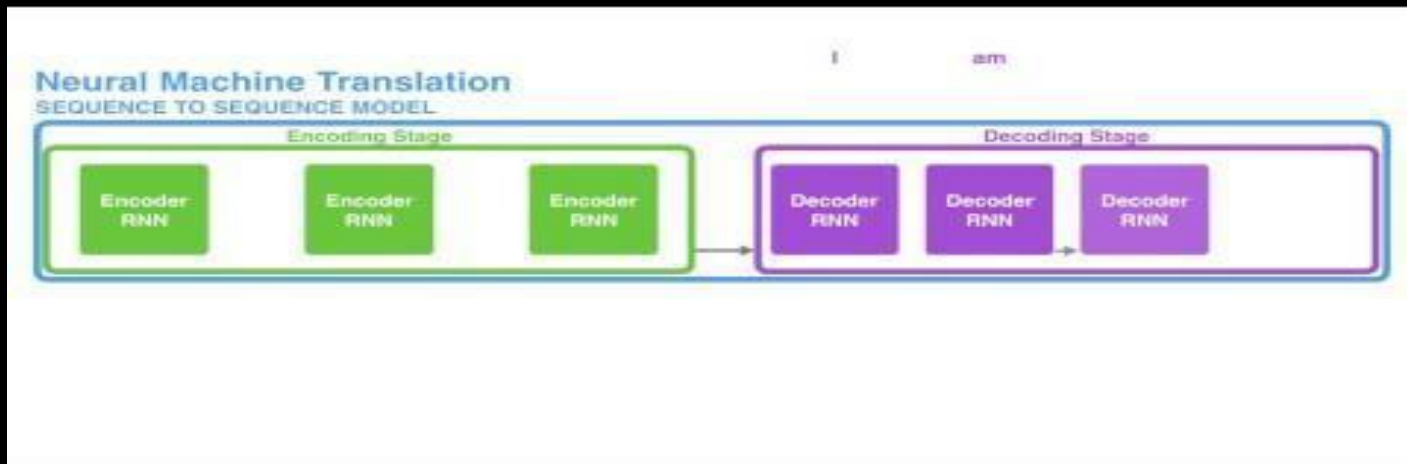 I am
Neural Machine Translation
SEQUENCE TO SEQUENCE MODEL
Encoding Stage
Decoding Stage
Encoder
RNN
Encoder
RNN
Encoder
RNN
Decoder
RNN
Decoder
RNN
Decoder
RNN